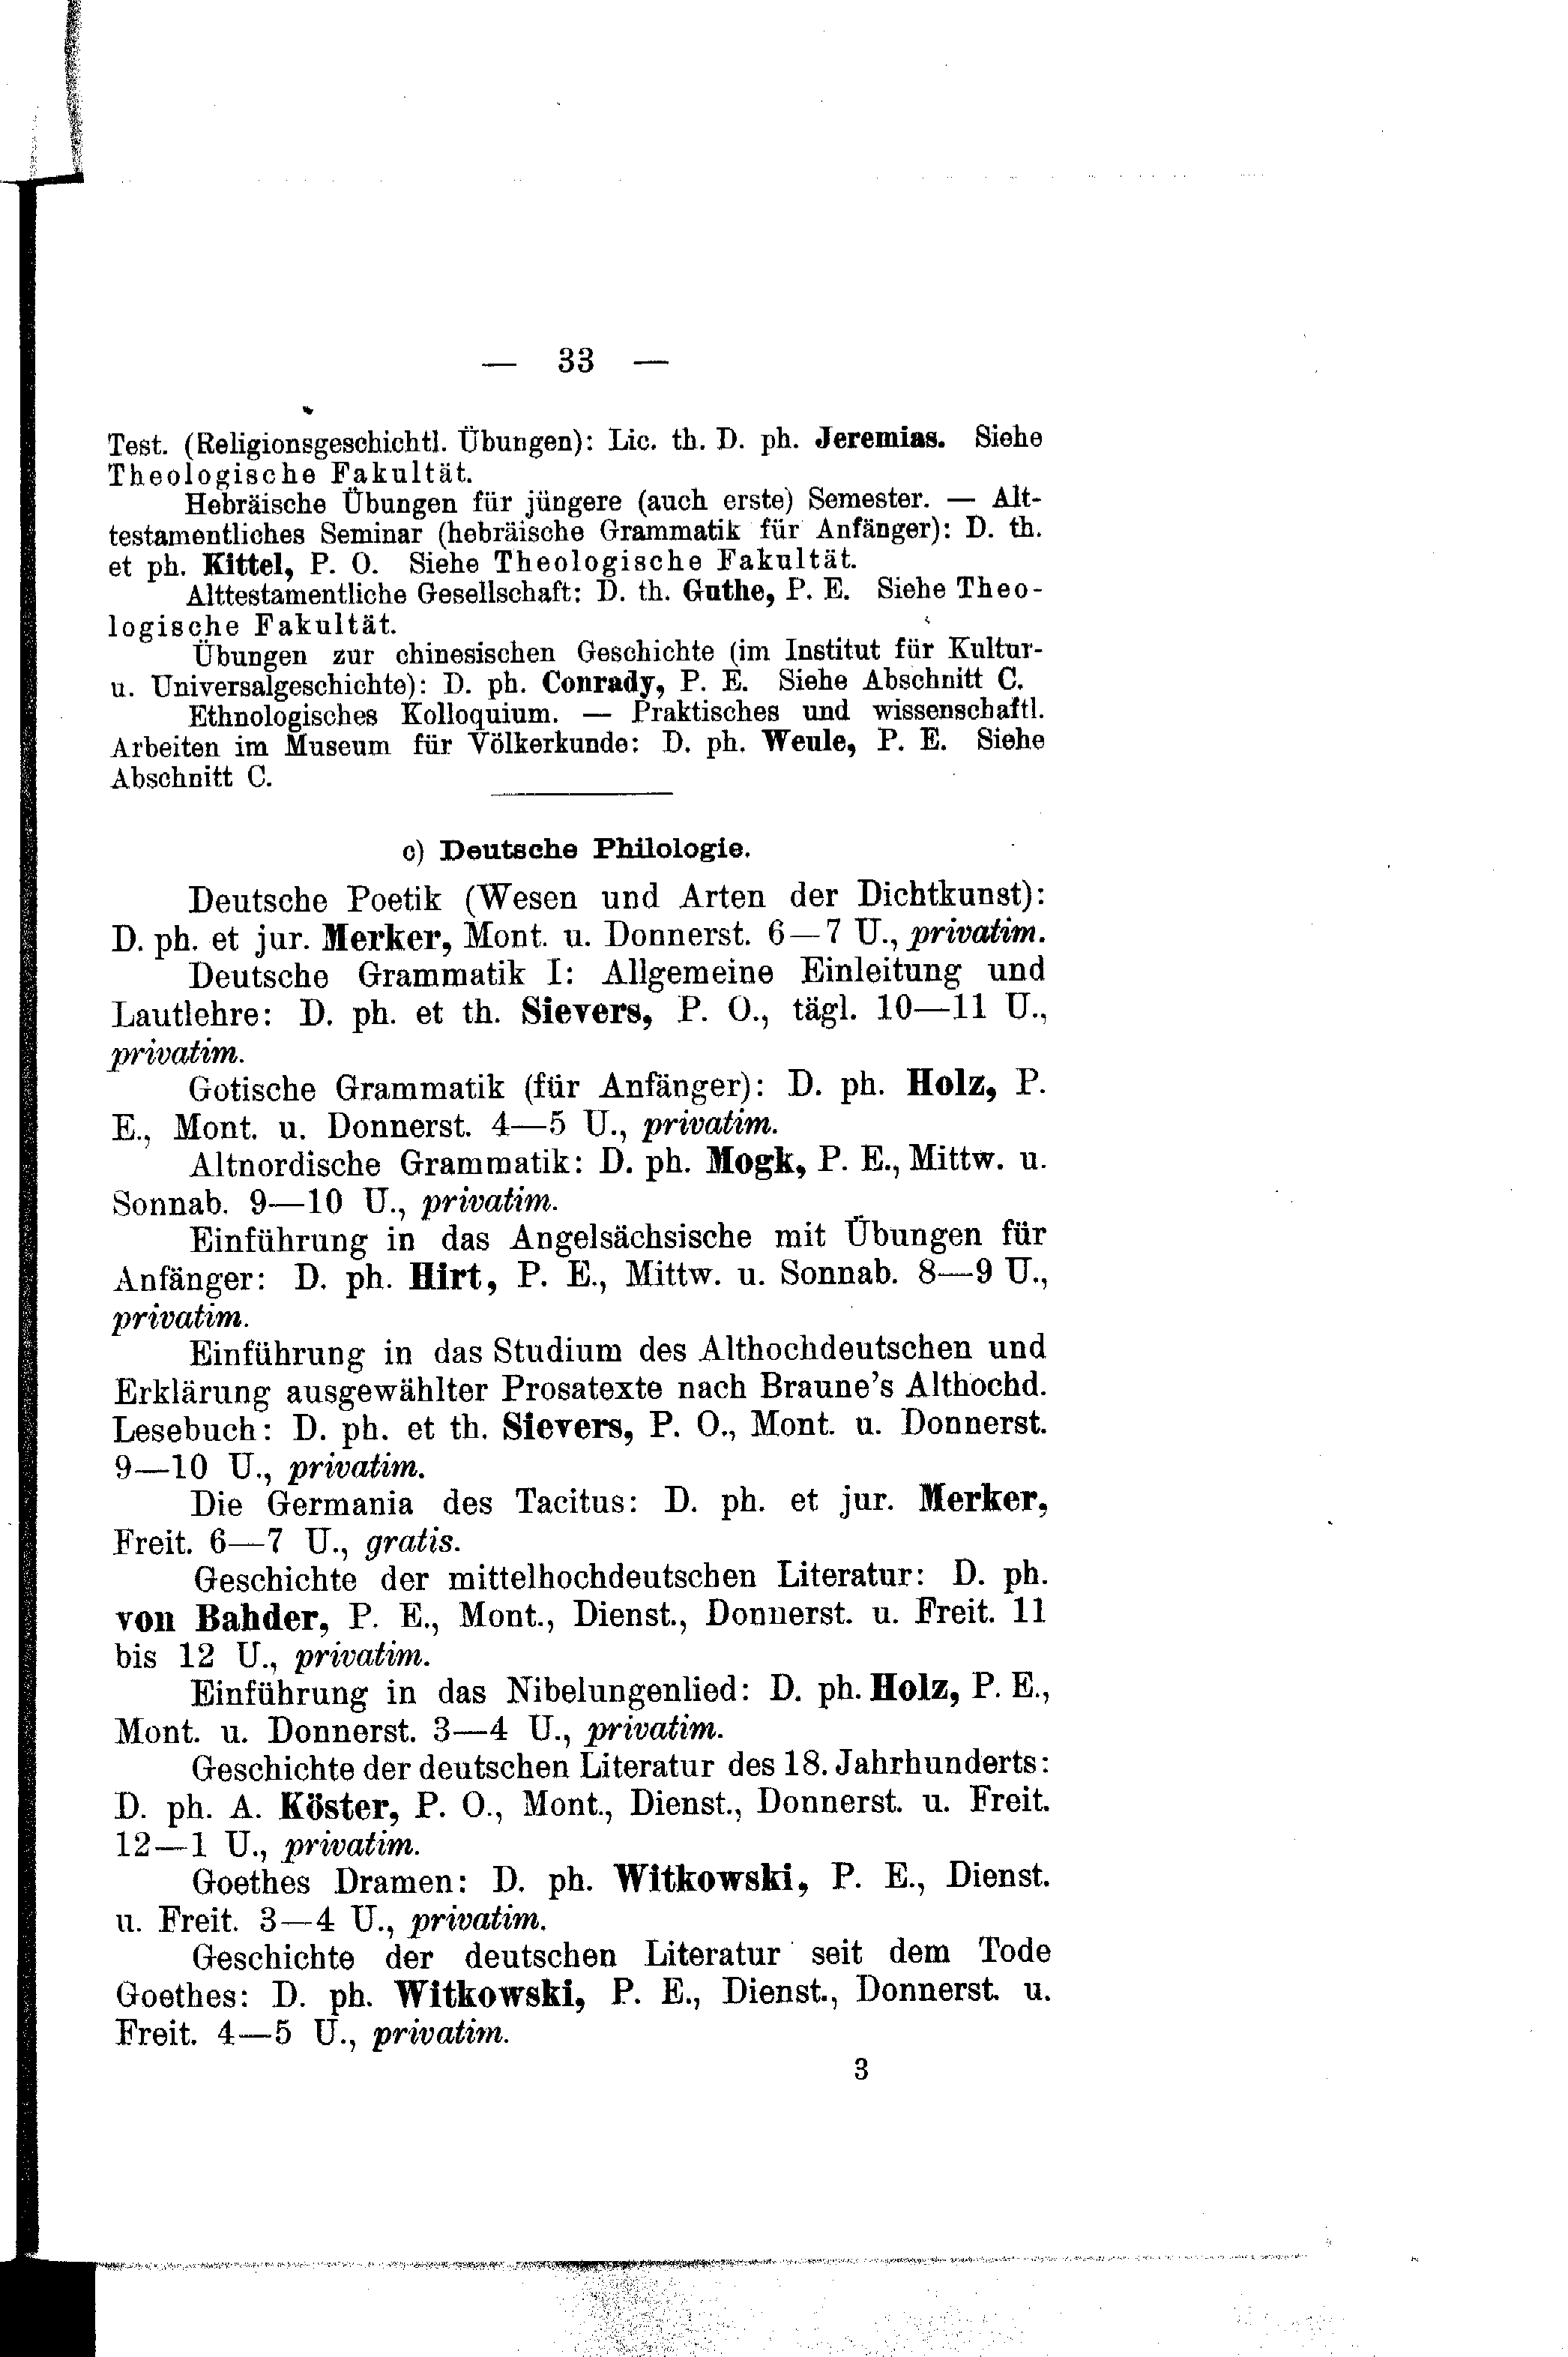 — 33 —
Test. (Religionsgeschichtl. Übungen): Lic. th. D. ph. Jeremias. Siehe
Theologische Fakultät.
Hebräische Übungen für jüngere (auch erste) Semester. — Alt-
testamentliches Seminar (hebräische Grammatik für Anfänger): D. th.
et ph. Kittel, P. O. Siehe Theologische Fakultät.
Alttestamentliche Gesellschaft: D. th. Guthe, P. E. Siehe Theo-
logische Fakultät.
Übungen zur chinesischen Geschichte (im Institut für Kultur-
u. Universalgeschichte): D. ph. Conrady, P. E. Siehe Abschnitt C.
Ethnologisches Kolloquium. — Praktisches und wissenschaftl.
Arbeiten im Museum für Völkerkunde: D. ph. Weule, P. E. Siehe
Abschnitt C.
c) Deutsche Philologie.
Deutsche Poetik (Wesen und Arten der Dichtkunst):
D. ph. et jur. Merker, Mont. u. Donnerst. 6—7 U., privatim.
Deutsche Grammatik I: Allgemeine Einleitung und
Lautlehre: D. ph. et th. Sievers, P. O., tägl. 10—11 U.,
privatim.
Gotische Grammatik (für Anfänger): D. ph. Holz, P.
E., Mont. u. Donnerst. 4—5 U., privatim.
Altnordische Grammatik: D. ph. Mogk, P. E., Mittw. u.
Sonnab. 9—10 U., privatim.
Einführung in das Angelsächsische mit Übungen für
Anfänger: D. ph. Hirt, P. E., Mittw. u. Sonnab. 8—9 U.,
privatim.
Einführung in das Studium des Althochdeutschen und
Erklärung ausgewählter Prosatexte nach Braune's Althochd.
Lesebuch: D. ph. et th. Sievers, P. O., Mont. u. Donnerst.
9—10 U., privatim.
Die Germania des Tacitus: D. ph. et jur. Merker,
Freit. 6—7 U., gratis.
Geschichte der mittelhochdeutschen Literatur: D. ph.
von Bahder, P. E., Mont., Dienst., Donnerst. u. Freit. 11
bis 12 U., privatim.
Einführung in das Nibelungenlied: D. ph. Holz, P. E.,
Mont. u. Donnerst. 3—4 U., privatim.
Geschichte der deutschen Literatur des 18. Jahrhunderts:
D. ph. A. Köster, P. O., Mont., Dienst., Donnerst. u. Freit.
12—1 U., privatim.
Goethes Dramen: D. ph. Witkowski, P. E., Dienst.
u. Freit. 3—4 U., privatim.
Geschichte der deutschen Literatur seit dem Tode
Goethes: D. ph. Witkowski, P. E., Dienst., Donnerst. u.
Freit. 4—5 U., privatim.
3